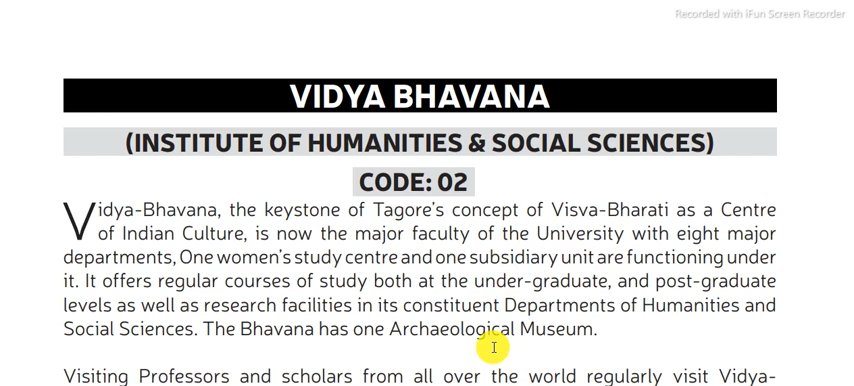 Recorded with iFun Screen Recorder
VIDYA BHAVANA
(INSTITUTE OF HUMANITIES & SOCIAL SCIENCES)
CODE: 02
Vidya-Bhavana, the keystone of Tagore's concept of Visva-Bharati as a Centre
of Indian Culture, is now the major faculty of the University with eight major
departments, One women's study centre and one subsidiary unit are functioning under
it. It offers regular courses of study both at the under-graduate, and post-graduate
levels as well as research facilities in its constituent Departments of Humanities and
Social Sciences. The Bhavana has one Archaeological Museum.
Visiting Professors and scholars from all over the world regularly visit Vidya-